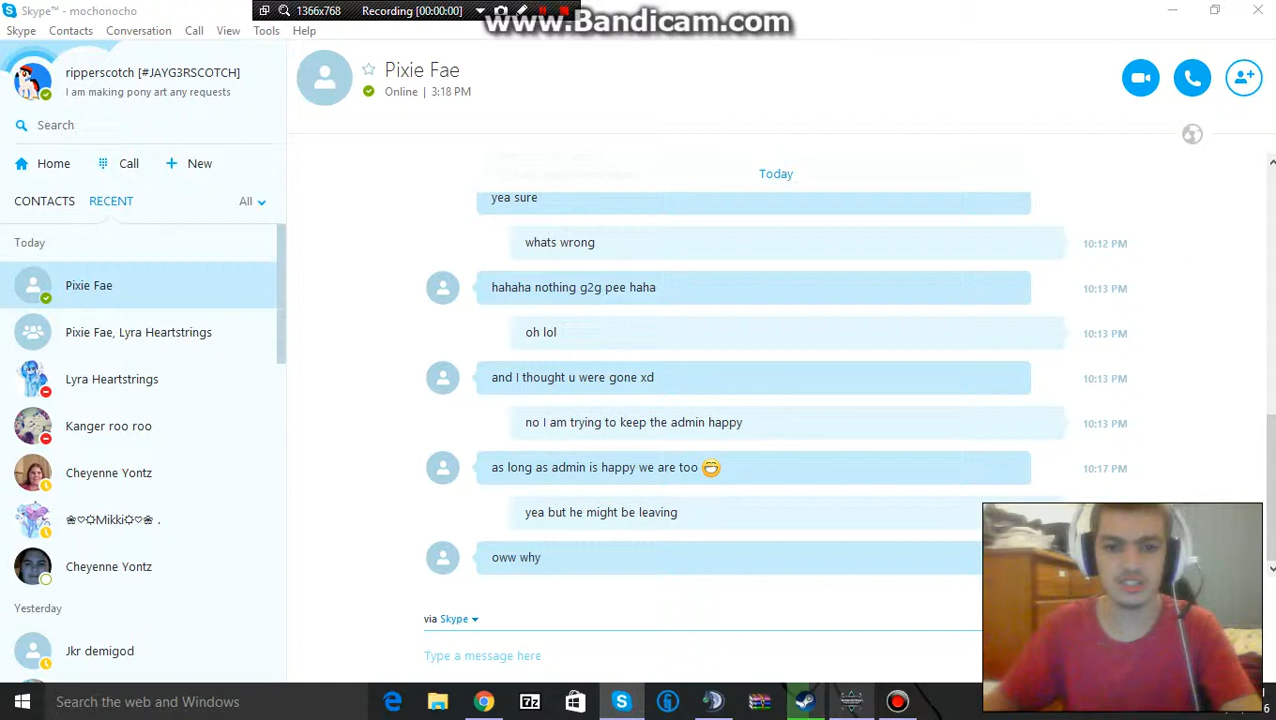 Skype™ - mochonocho
1366x768
Recording [00:00:00]
www.Bandicam.com
Skype Contacts Conversation Call View Tools Help
ripperscotch [#JAYG3RSCOTCH]
I am making pony art any requests
Search
Home
Call
New
CONTACTS
RECENT
All
Today
Pixie Fae
Pixie Fae, Lyra Heartstrings
Lyra Heartstrings
Kanger roo roo
Cheyenne Yontz
❀♡✿Mikki✿♡❀ .
Cheyenne Yontz
Yesterday
Jkr demigod
Pixie Fae
Online | 3:18 PM
Today
yea sure
whats wrong
10:12 PM
hahaha nothing g2g pee haha
10:13 PM
oh lol
10:13 PM
and I thought u were gone xd
10:13 PM
no I am trying to keep the admin happy
10:13 PM
as long as admin is happy we are too
10:17 PM
yea but he might be leaving
oww why
via Skype
Type a message here
Search the web and Windows